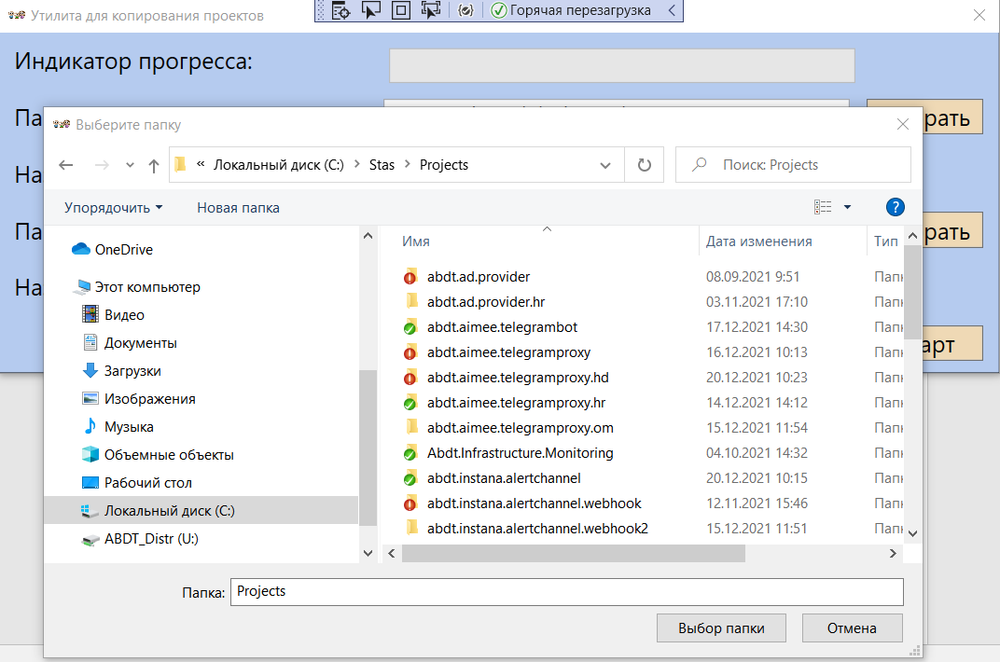 Утилита для копирования проектов
Горячая перезагрузка
Индикатор прогресса:
Па
рать
На
Па
рать
На
арт
Выберите папку
« Локальный диск (C:) > Stas > Projects
Поиск: Projects
Упорядочить
Новая папка
?
OneDrive
Этот компьютер
Видео
Документы
Загрузки
Изображения
Музыка
Объемные объекты
Рабочий стол
Локальный диск (C:)
ABDT_Distr (U:)
Имя Дата изменения Тип
abdt.ad.provider 08.09.2021 9:51 Папк
abdt.ad.provider.hr 03.11.2021 17:10 Папк
abdt.aimee.telegrambot 17.12.2021 14:30 Папк
abdt.aimee.telegramproxy 16.12.2021 10:13 Папк
abdt.aimee.telegramproxy.hd 20.12.2021 10:23 Папк
abdt.aimee.telegramproxy.hr 14.12.2021 14:12 Папк
abdt.aimee.telegramproxy.om 15.12.2021 11:54 Папк
Abdt.Infrastructure.Monitoring 04.10.2021 14:32 Папк
abdt.instana.alertchannel 20.12.2021 10:15 Папк
abdt.instana.alertchannel.webhook 12.11.2021 15:46 Папк
abdt.instana.alertchannel.webhook2 15.12.2021 11:51 Папк
Папка: Projects
Выбор папки
Отмена